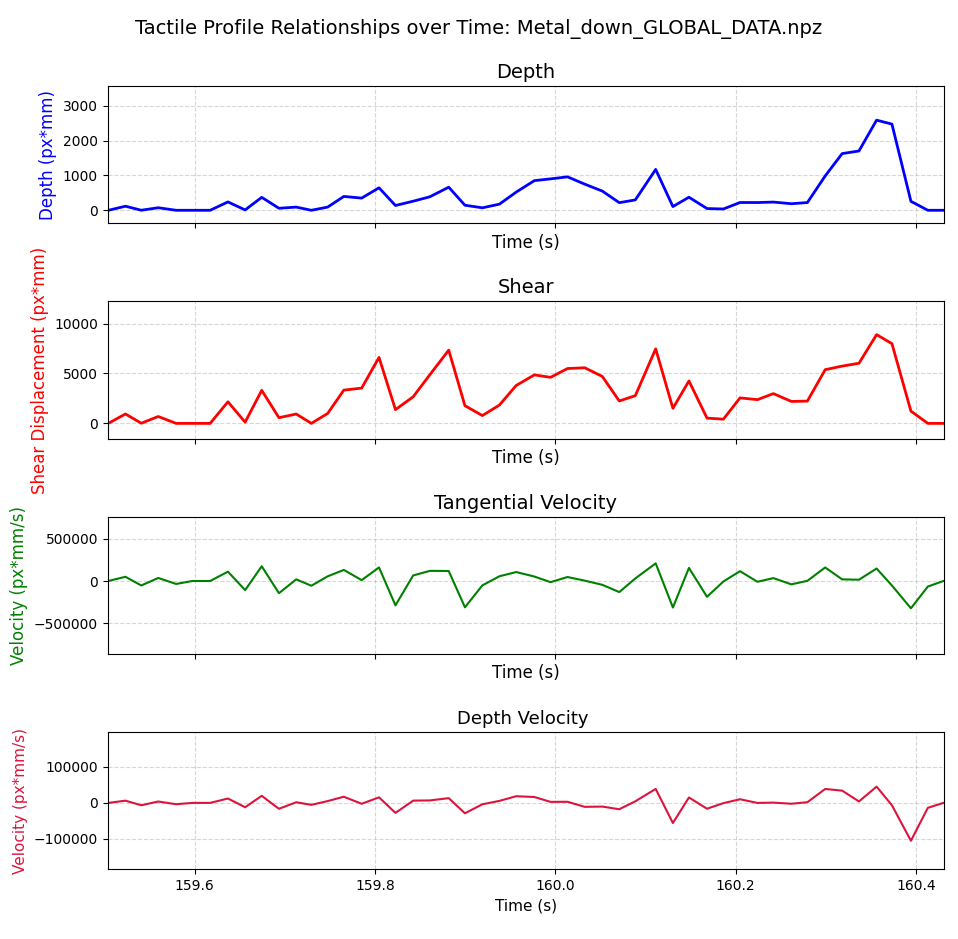 Tactile Profile Relationships over Time: Metal_down_GLOBAL_DATA.npz
Depth
Depth (px*mm)
3000
2000
1000
0
Time (s)
Shear
Shear Displacement (px*mm)
10000
5000
0
Time (s)
Tangential Velocity
Velocity (px*mm/s)
500000
0
−500000
Time (s)
Depth Velocity
Velocity (px*mm/s)
100000
0
−100000
159.6 159.8 160.0 160.2 160.4
Time (s)